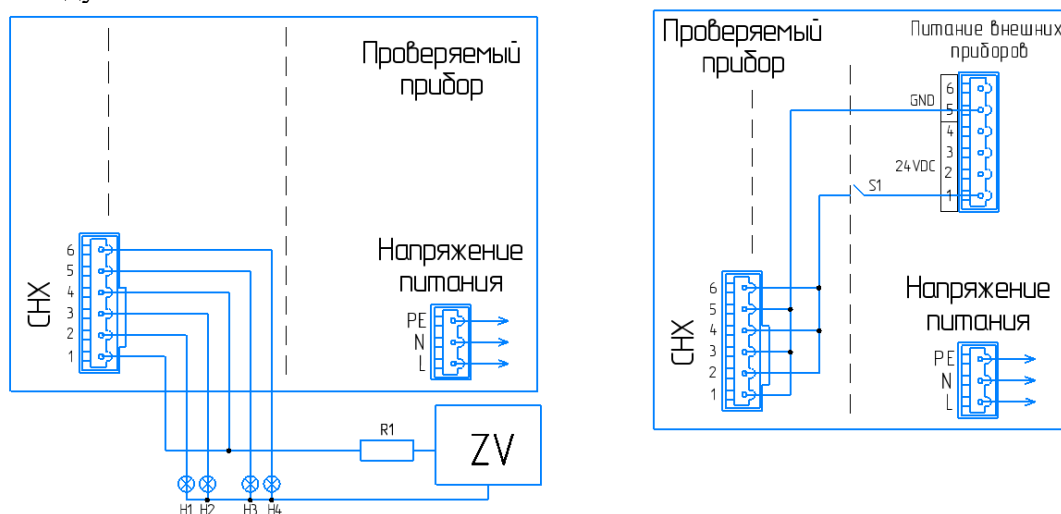 Проверяемый
прибор
6
5
4
3
2
1
СНХ
Напряжение
питания
PE
N
L
R1
ZV
H1 H2 H3 H4
Проверяемый
прибор
Питание внешних
приборов
GND
24VDC
6
5
4
3
2
1
S1
6
5
4
3
2
1
СНХ
Напряжение
питания
PE
N
L